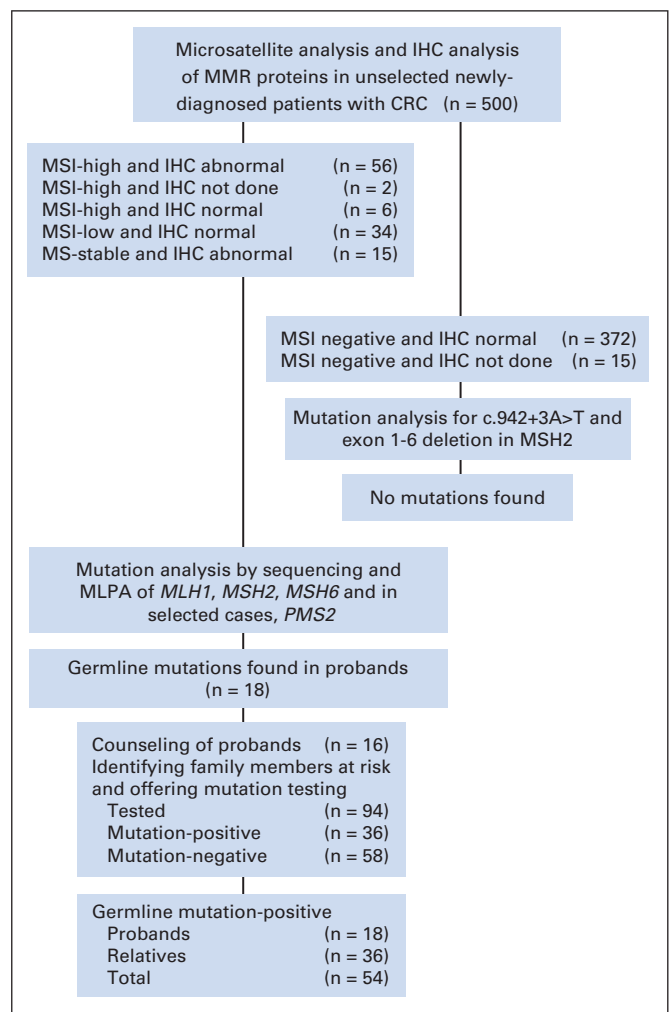 Microsatellite analysis and IHC analysis
of MMR proteins in unselected newly-
diagnosed patients with CRC (n = 500)
MSI-high and IHC abnormal (n = 56)
MSI-high and IHC not done (n = 2)
MSI-high and IHC normal (n = 6)
MSI-low and IHC normal (n = 34)
MS-stable and IHC abnormal (n = 15)
MSI negative and IHC normal (n = 372)
MSI negative and IHC not done (n = 15)
Mutation analysis for c.942+3A>T and
exon 1-6 deletion in MSH2
No mutations found
Mutation analysis by sequencing and
MLPA of MLH1, MSH2, MSH6 and in
selected cases, PMS2
Germline mutations found in probands
(n = 18)
Counseling of probands (n = 16)
Identifying family members at risk
and offering mutation testing
Tested (n = 94)
Mutation-positive (n = 36)
Mutation-negative (n = 58)
Germline mutation-positive
Probands (n = 18)
Relatives (n = 36)
Total (n = 54)